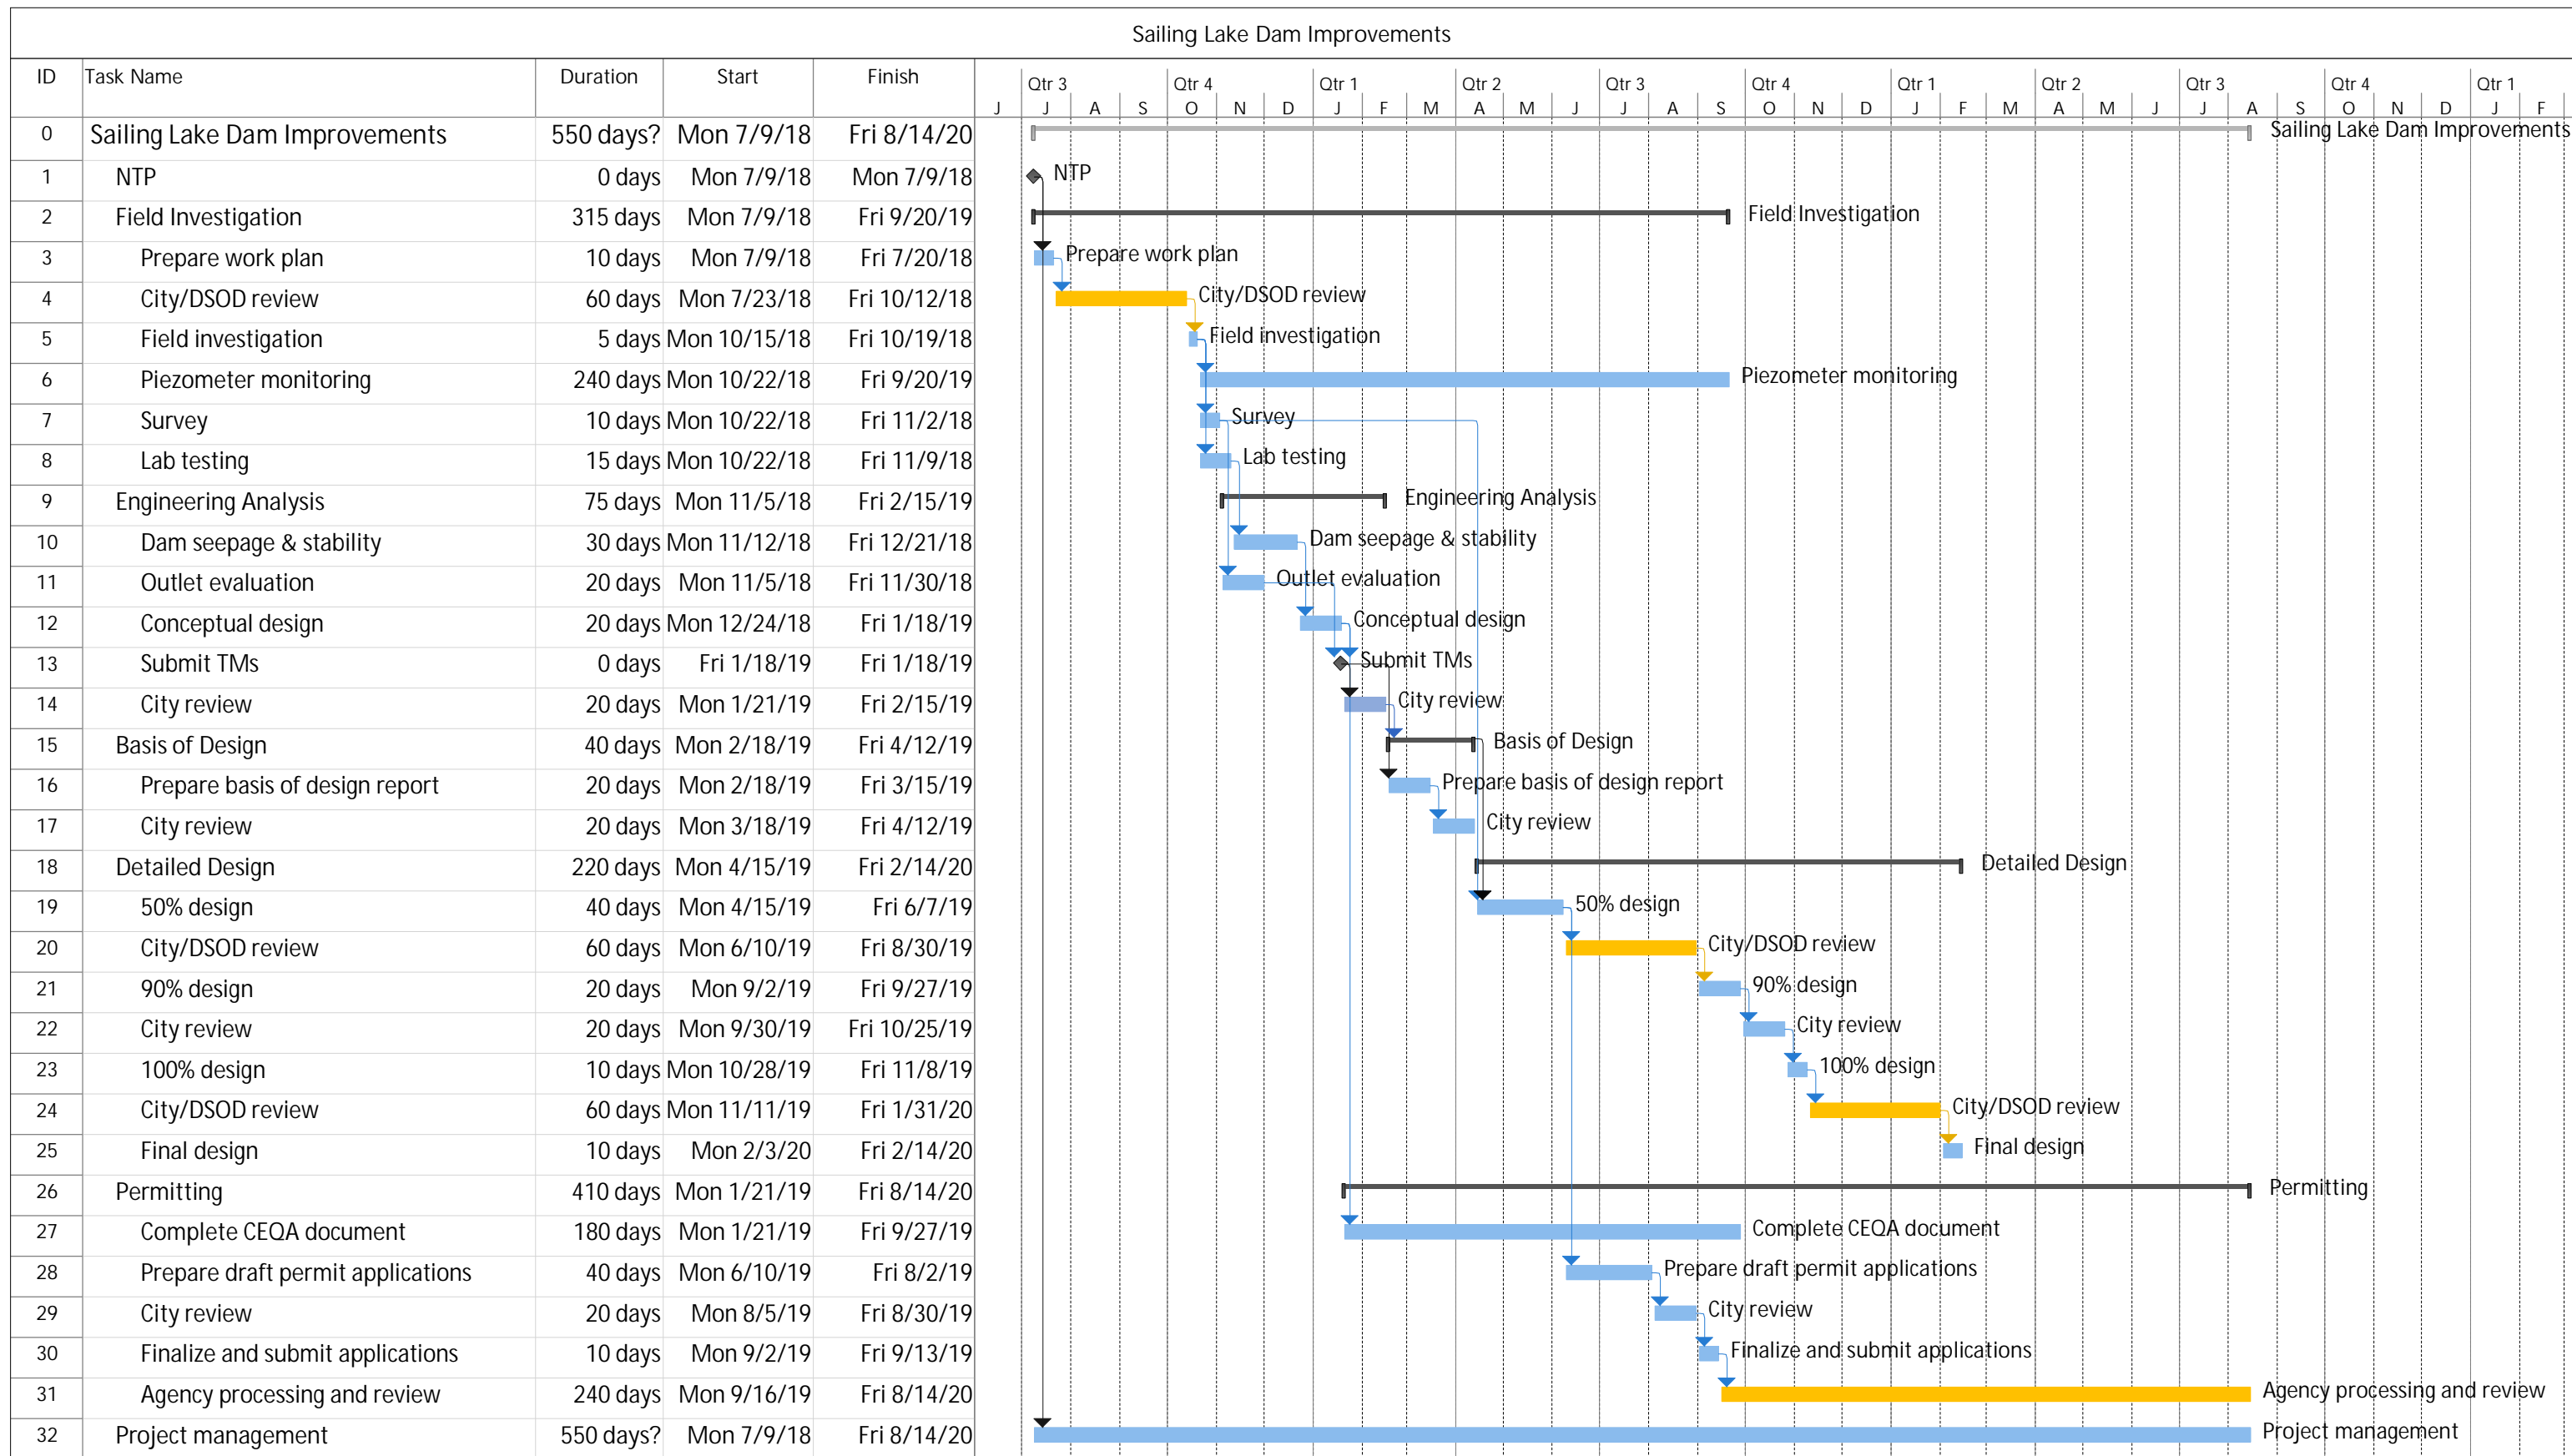 Sailing Lake Dam Improvements
ID Task Name Duration Start Finish
Qtr 3 Qtr 4 Qtr 1 Qtr 2 Qtr 3 Qtr 4 Qtr 1 Qtr 2 Qtr 3 Qtr 4 Qtr 1
J J A S O N D J F M A M J J A S O N D J F M A M J J A S O N D J F
0 Sailing Lake Dam Improvements 550 days? Mon 7/9/18 Fri 8/14/20 Sailing Lake Dam Improvements
1 NTP 0 days Mon 7/9/18 Mon 7/9/18 NTP
2 Field Investigation 315 days Mon 7/9/18 Fri 9/20/19 Field Investigation
3 Prepare work plan 10 days Mon 7/9/18 Fri 7/20/18 Prepare work plan
4 City/DSOD review 60 days Mon 7/23/18 Fri 10/12/18 City/DSOD review
5 Field investigation 5 days Mon 10/15/18 Fri 10/19/18 Field investigation
6 Piezometer monitoring 240 days Mon 10/22/18 Fri 9/20/19 Piezometer monitoring
7 Survey 10 days Mon 10/22/18 Fri 11/2/18 Survey
8 Lab testing 15 days Mon 10/22/18 Fri 11/9/18 Lab testing
9 Engineering Analysis 75 days Mon 11/5/18 Fri 2/15/19 Engineering Analysis
10 Dam seepage & stability 30 days Mon 11/12/18 Fri 12/21/18 Dam seepage & stability
11 Outlet evaluation 20 days Mon 11/5/18 Fri 11/30/18 Outlet evaluation
12 Conceptual design 20 days Mon 12/24/18 Fri 1/18/19 Conceptual design
13 Submit TMs 0 days Fri 1/18/19 Fri 1/18/19 Submit TMs
14 City review 20 days Mon 1/21/19 Fri 2/15/19 City review
15 Basis of Design 40 days Mon 2/18/19 Fri 4/12/19 Basis of Design
16 Prepare basis of design report 20 days Mon 2/18/19 Fri 3/15/19 Prepare basis of design report
17 City review 20 days Mon 3/18/19 Fri 4/12/19 City review
18 Detailed Design 220 days Mon 4/15/19 Fri 2/14/20 Detailed Design
19 50% design 40 days Mon 4/15/19 Fri 6/7/19 50% design
20 City/DSOD review 60 days Mon 6/10/19 Fri 8/30/19 City/DSOD review
21 90% design 20 days Mon 9/2/19 Fri 9/27/19 90% design
22 City review 20 days Mon 9/30/19 Fri 10/25/19 City review
23 100% design 10 days Mon 10/28/19 Fri 11/8/19 100% design
24 City/DSOD review 60 days Mon 11/11/19 Fri 1/31/20 City/DSOD review
25 Final design 10 days Mon 2/3/20 Fri 2/14/20 Final design
26 Permitting 410 days Mon 1/21/19 Fri 8/14/20 Permitting
27 Complete CEQA document 180 days Mon 1/21/19 Fri 9/27/19 Complete CEQA document
28 Prepare draft permit applications 40 days Mon 6/10/19 Fri 8/2/19 Prepare draft permit applications
29 City review 20 days Mon 8/5/19 Fri 8/30/19 City review
30 Finalize and submit applications 10 days Mon 9/2/19 Fri 9/13/19 Finalize and submit applications
31 Agency processing and review 240 days Mon 9/16/19 Fri 8/14/20 Agency processing and review
32 Project management 550 days? Mon 7/9/18 Fri 8/14/20 Project management